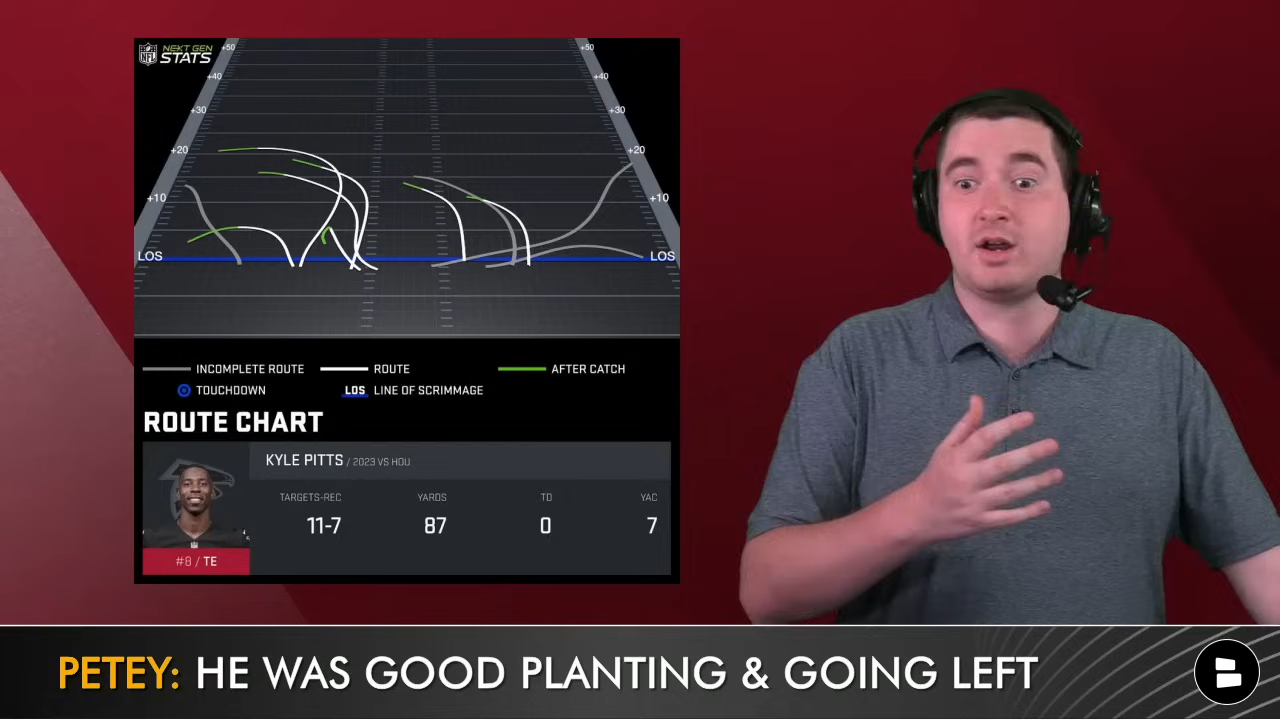 NFL NEXT GEN STATS
+50 +50
+40 +40
+30 +30
+20 +20
+10 +10
LOS LOS
INCOMPLETE ROUTE ROUTE AFTER CATCH
TOUCHDOWN LOS LINE OF SCRIMMAGE
ROUTE CHART
KYLE PITTS / 2023 VS HOU
TARGETS-REC YARDS TD YAC
11-7 87 0 7
#8 / TE
PETEY: HE WAS GOOD PLANTING & GOING LEFT